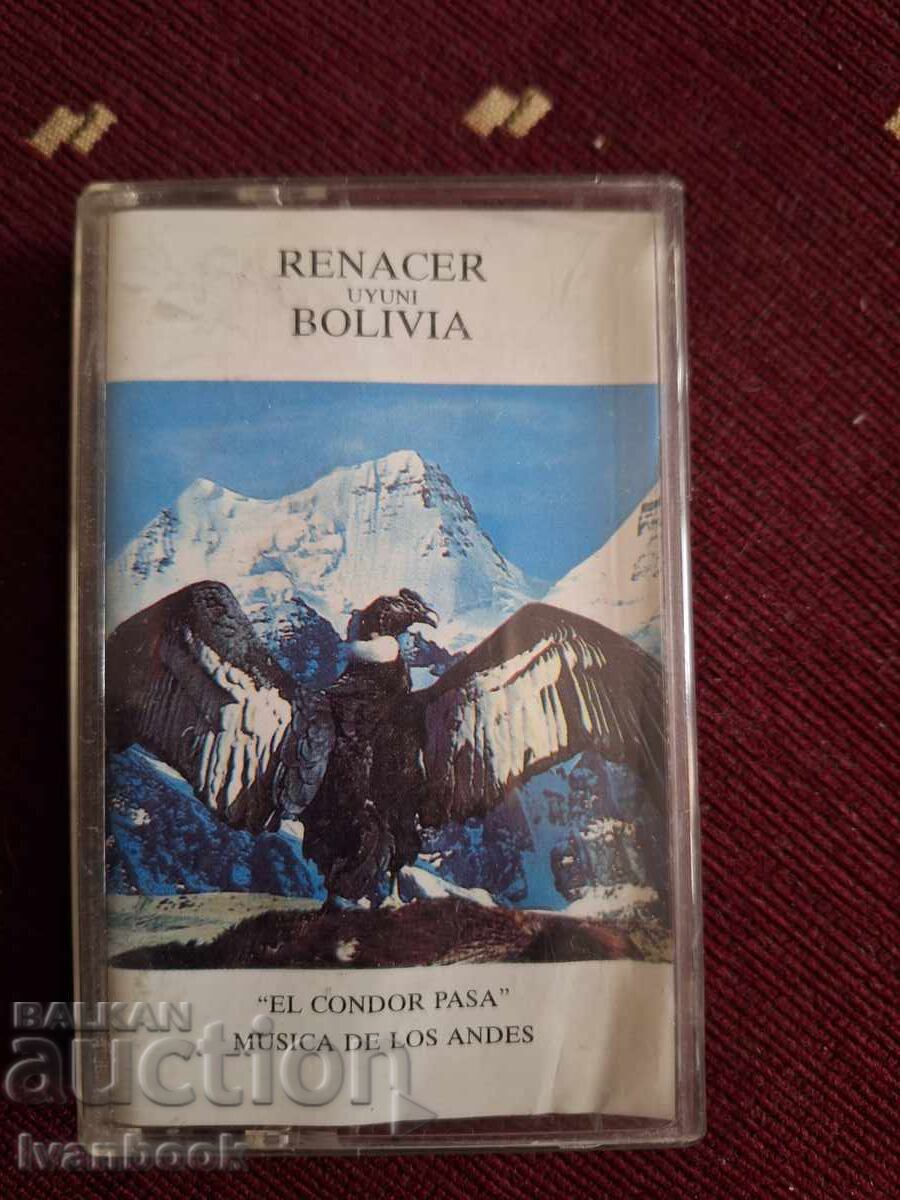 RENACER
UYUNI
BOLIVIA
"EL CONDOR PASA"
MUSICA DE LOS ANDES
BALKAN
auction
Ivanbook